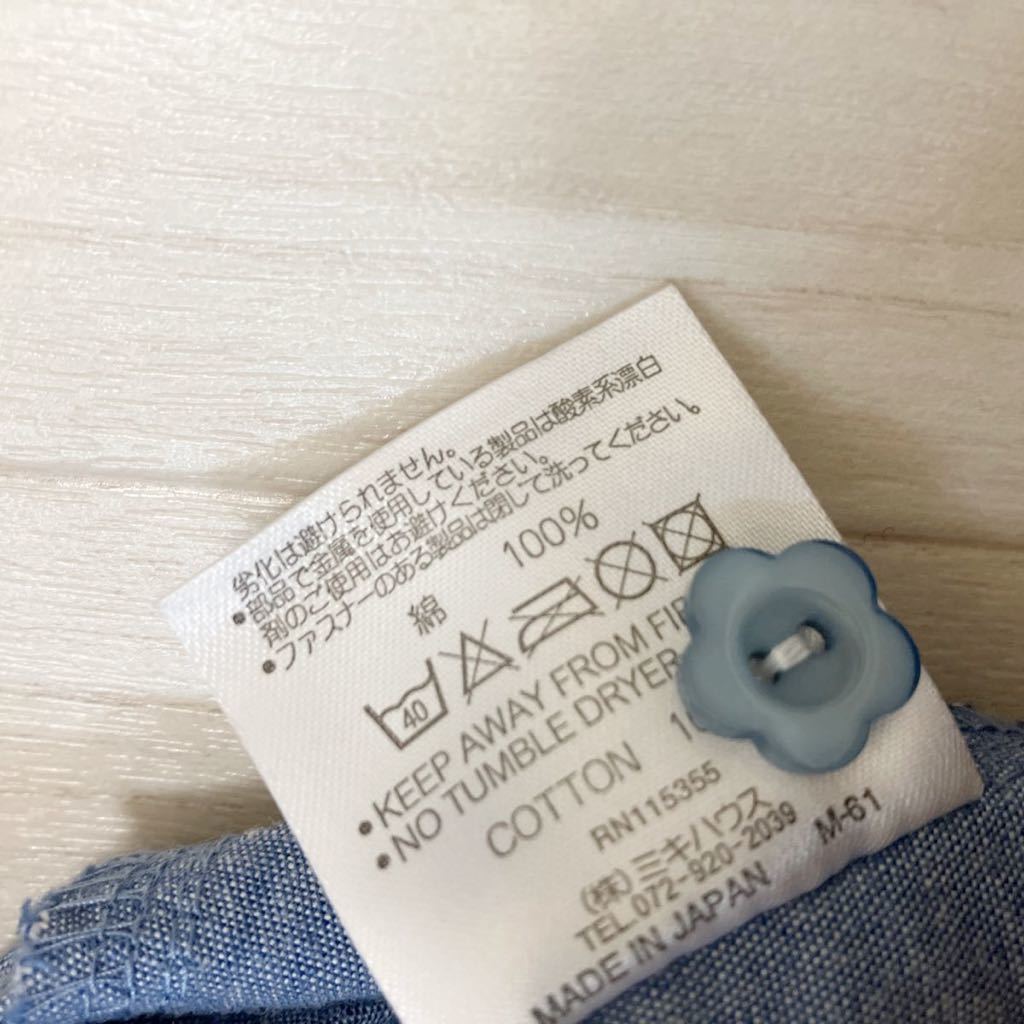 劣化は避けられません。
・部品で金属を使用している製品は酸素系漂白
剤のご使用はお避けください。
・ファスナーのある製品は閉じて洗ってください。
綿 100%
40
・KEEP AWAY FROM
・NO TUMBLE DRYER
COTTON
RN115355
(株)ミキハウス
TEL 072-920-2039
MADE IN JAPAN M-61